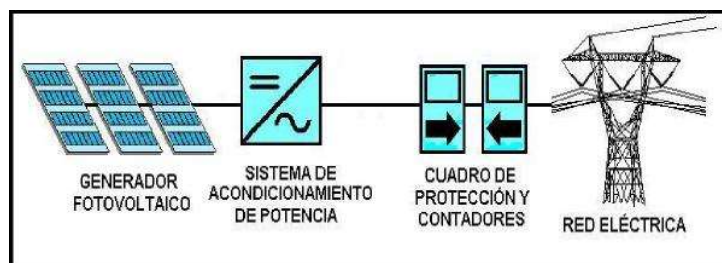 GENERADOR
FOTOVOLTAICO
SISTEMA DE
ACONDICIONAMIENTO
DE POTENCIA
CUADRO DE
PROTECCIÓN Y
CONTADORES
RED ELÉCTRICA